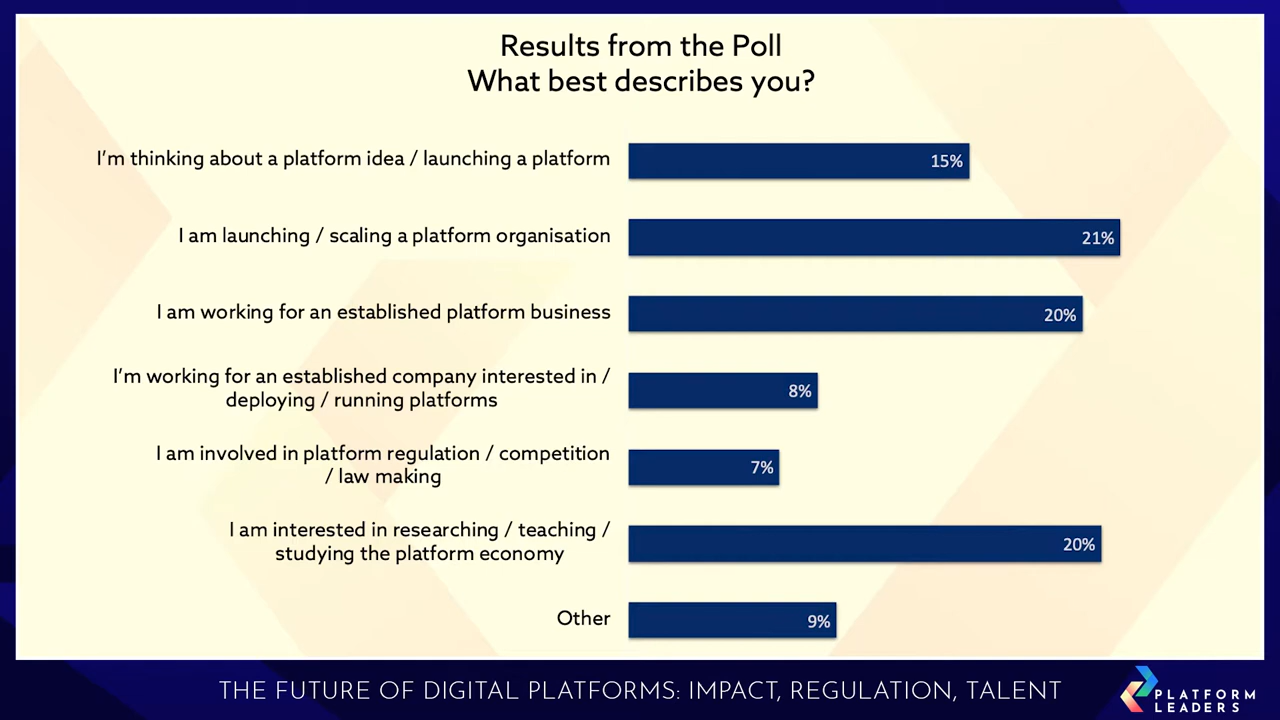 Results from the Poll
What best describes you?
I'm thinking about a platform idea / launching a platform
15%
I am launching / scaling a platform organisation
21%
I am working for an established platform business
20%
I'm working for an established company interested in /
deploying / running platforms
8%
I am involved in platform regulation / competition
/ law making
7%
I am interested in researching / teaching /
studying the platform economy
20%
Other
9%
THE FUTURE OF DIGITAL PLATFORMS: IMPACT, REGULATION, TALENT
PLATFORM
LEADERS